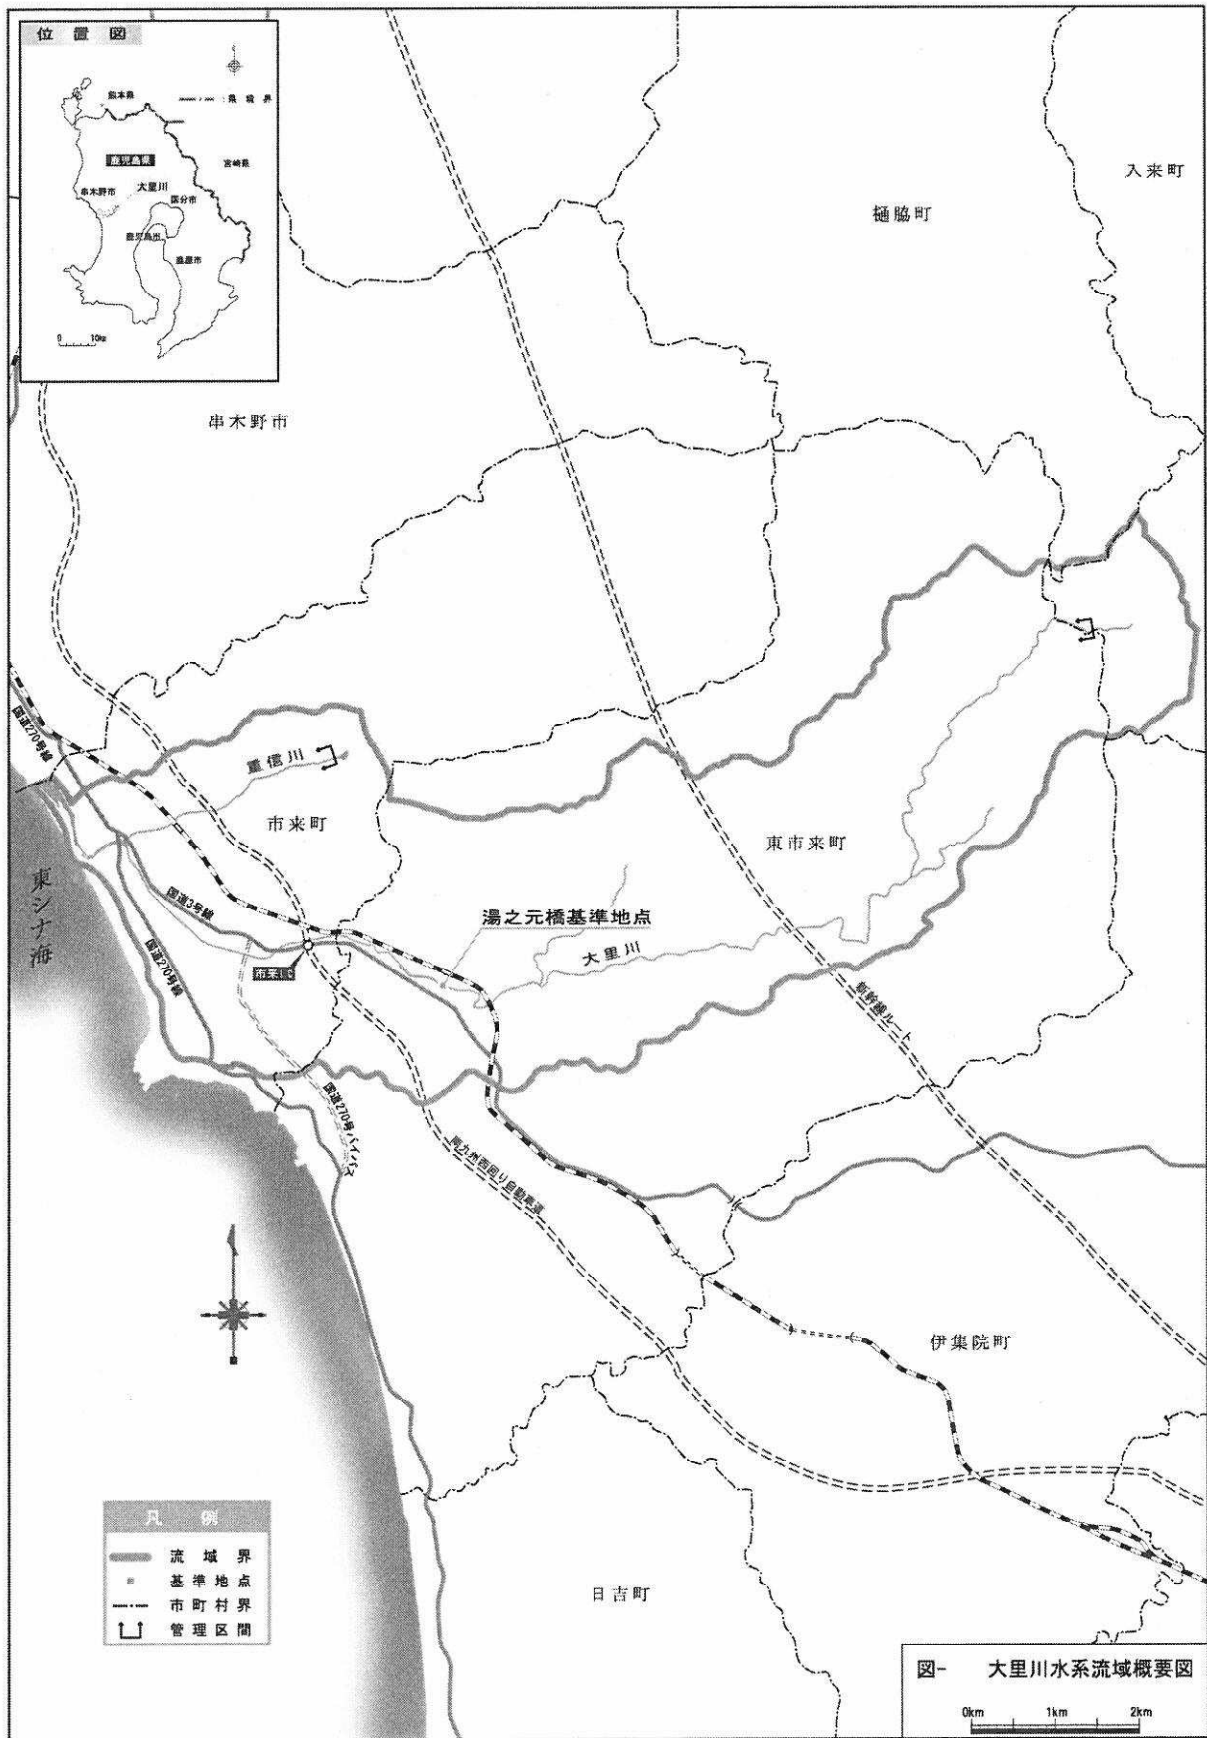 位置図
熊本県
:県境界
鹿児島県
宮崎県
串木野市
大里川
国分市
鹿児島市
鹿屋市
0 10km
入来町
樋脇町
串木野市
国道270号線
重信川
市来町
東市来町
東シナ海
国道3号線
湯之元橋基準地点
大里川
国道270号線
市来I.C
新幹線ルート
国道270号バイパス
南九州西回り自動車道
伊集院町
日吉町
凡例
流域界
基準地点
市町村界
管理区間
図- 大里川水系流域概要図
0km 1km 2km